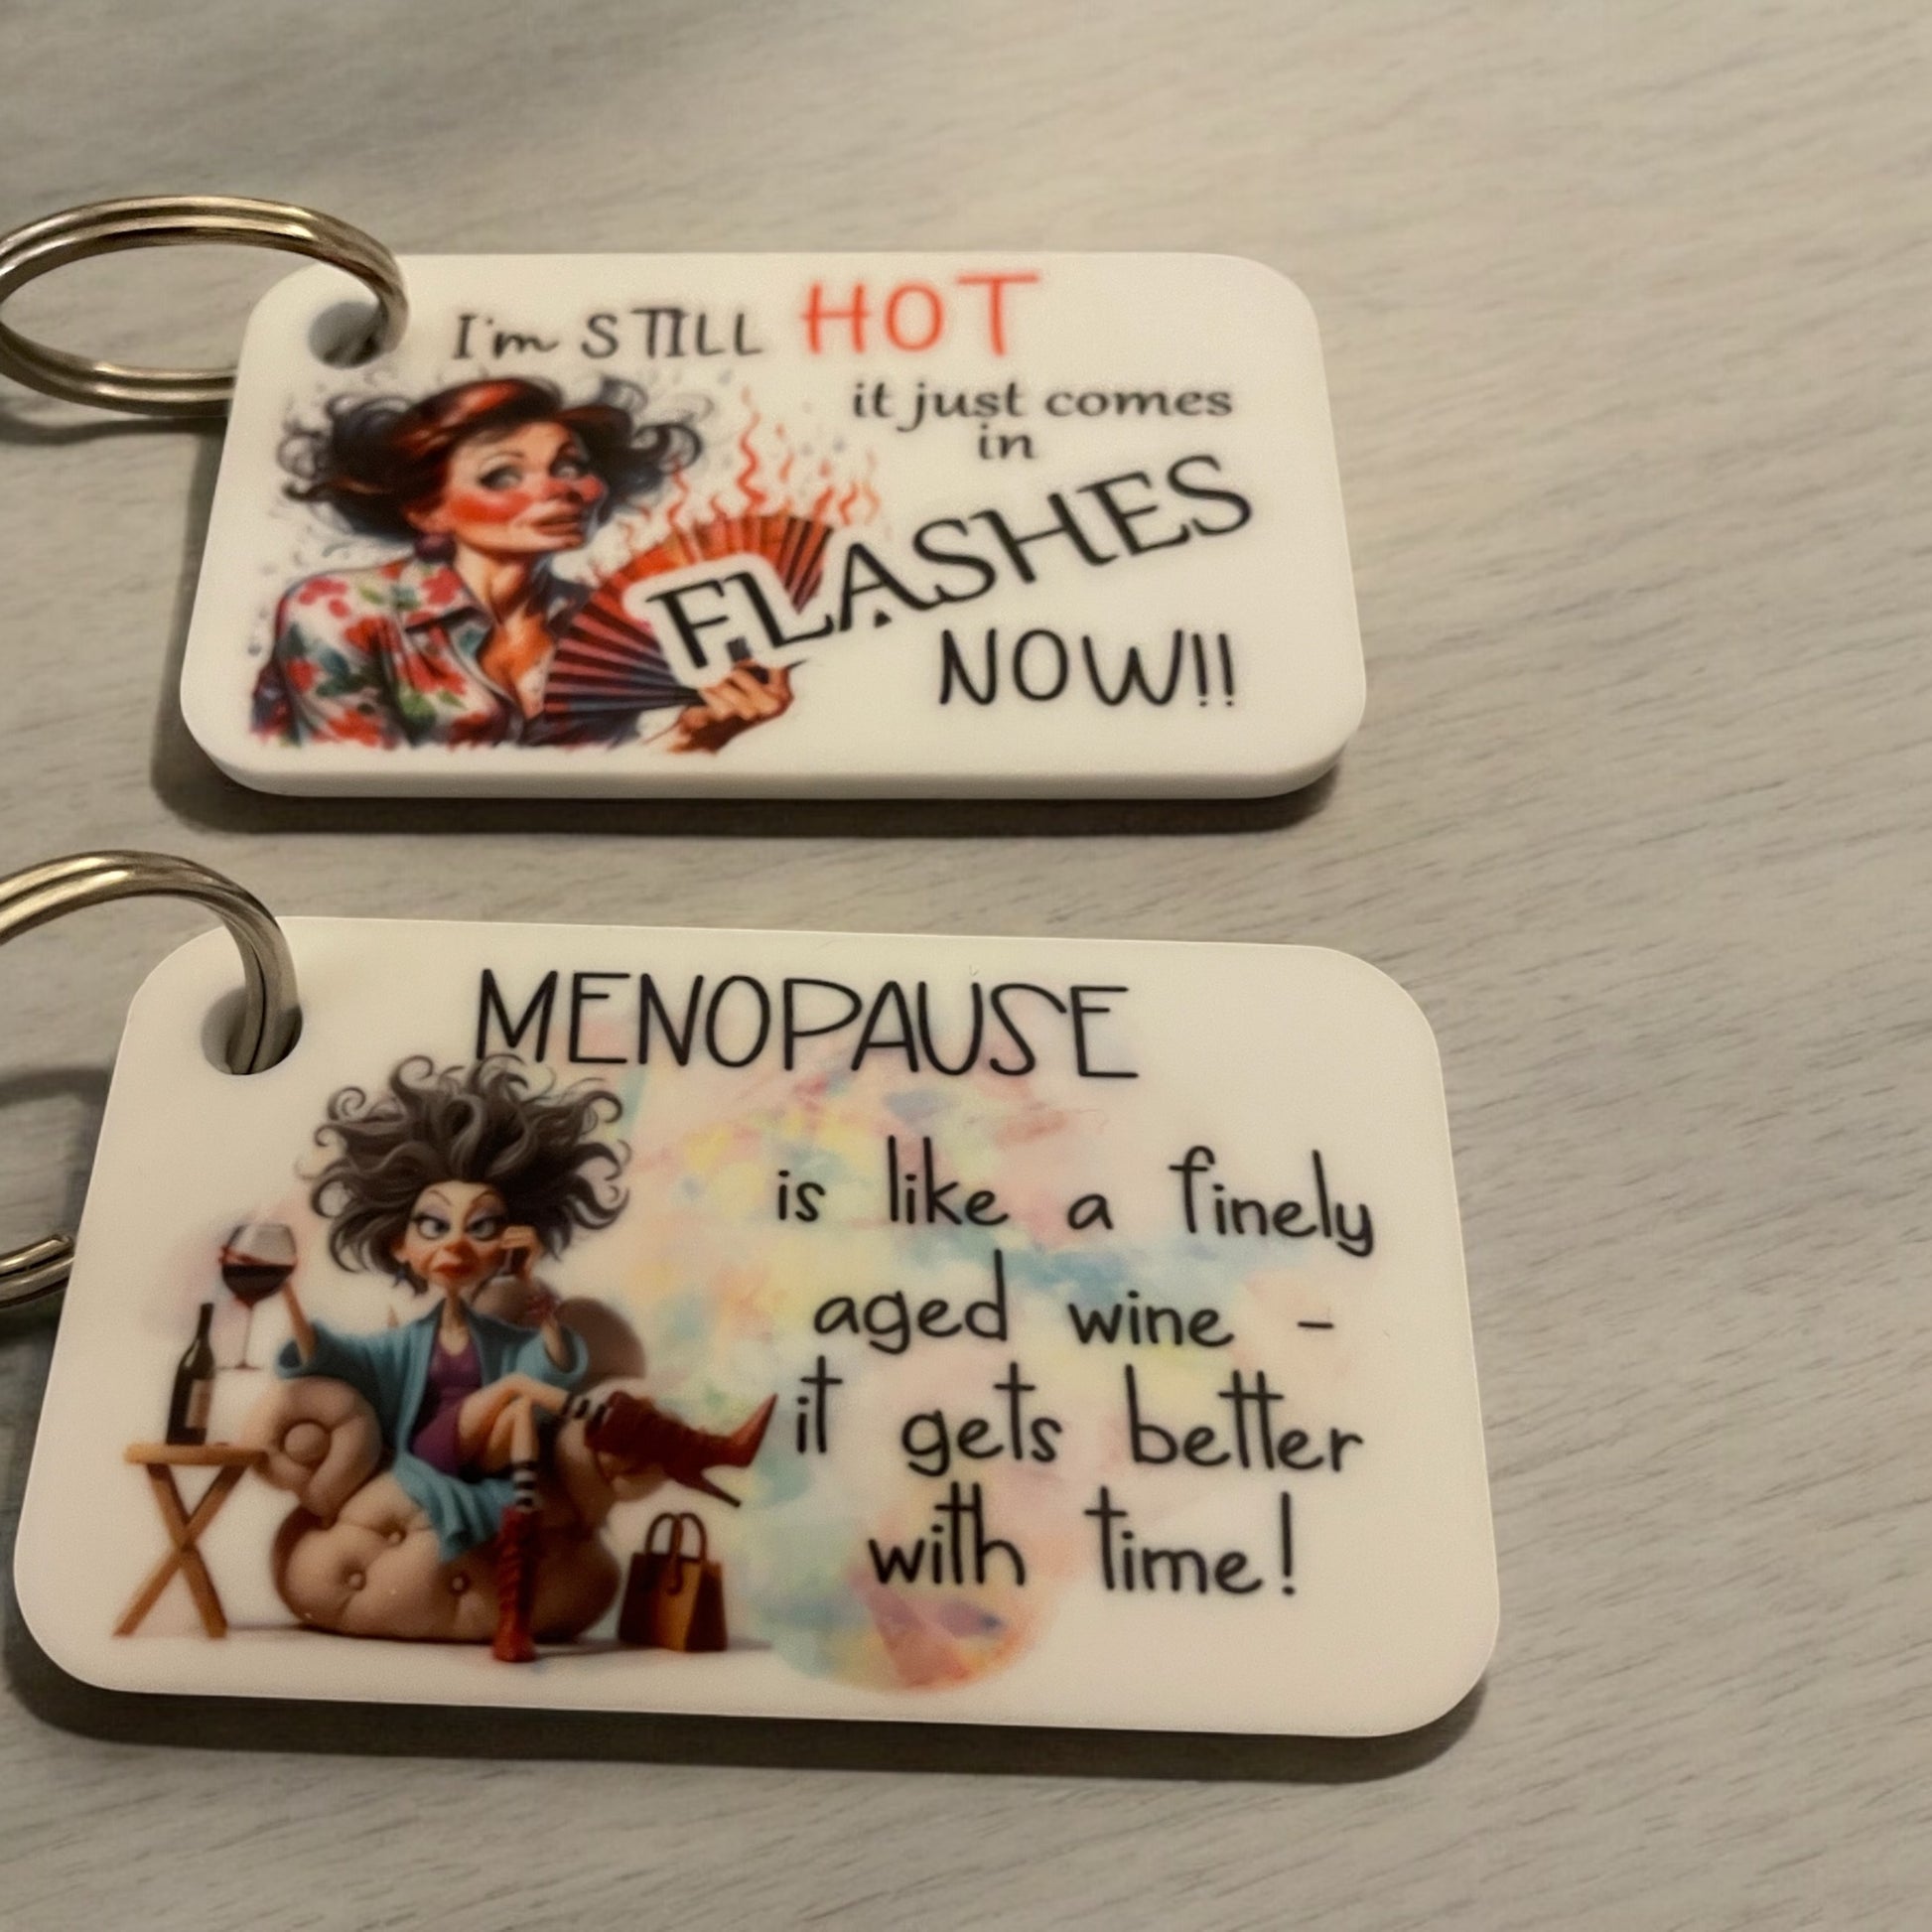 I'm STILL HOT
it just comes
in
FLASHES
NOW!!
MENOPAUSE
is like a finely
aged wine -
it gets better
with time!